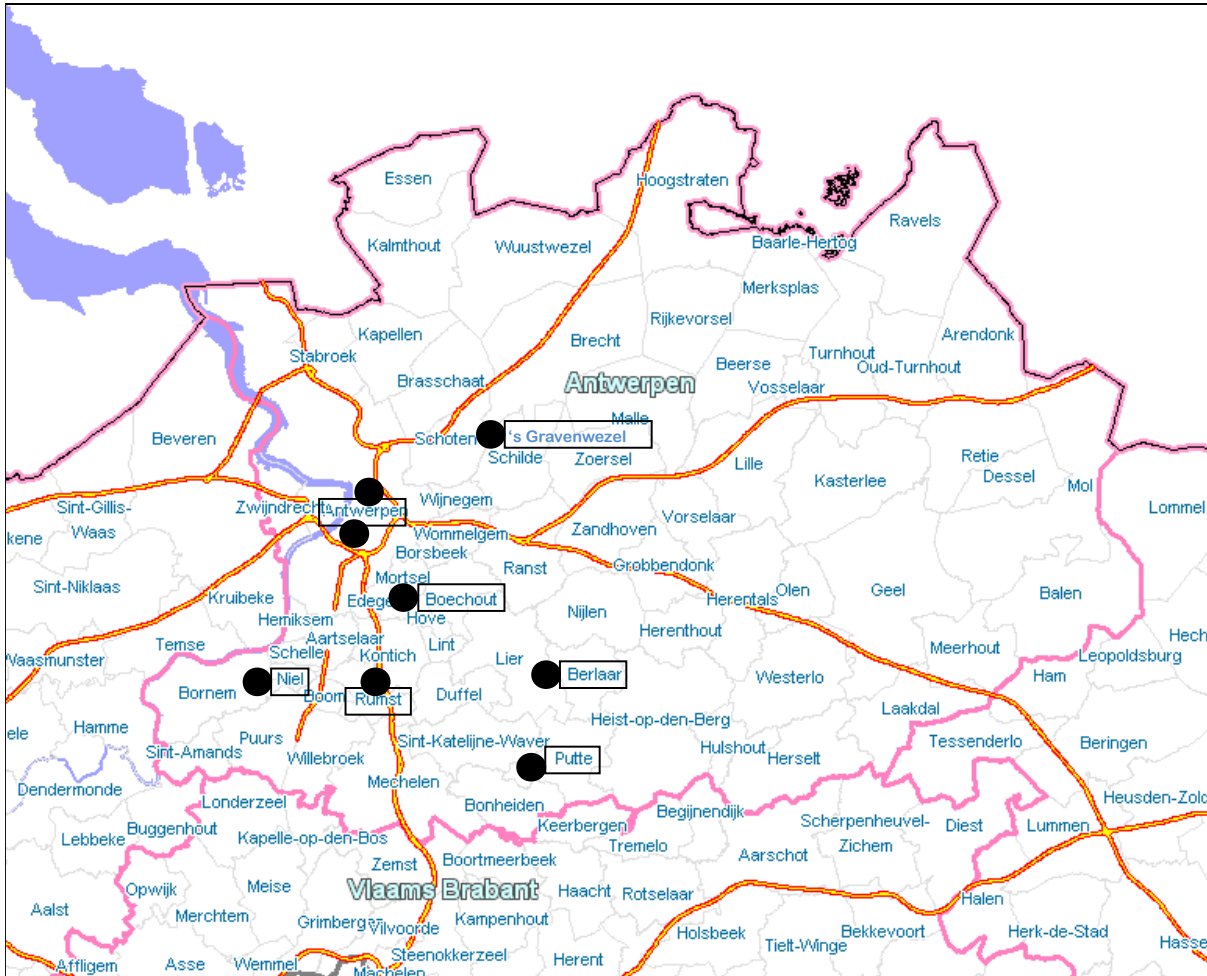 Essen
Hoogstraten
Ravels
Kalmthout
Wuustwezel
Baarle-Hertog
Merksplas
Kapellen
Rijkevorsel
Arendonk
Stabroek
Brecht
Turnhout
Beerse
Oud-Turnhout
Brasschaat
Antwerpen
Vosselaar
Malle
Beveren
Schoten
's Gravenwezel
Schilde
Zoersel
Lille
Retie
Dessel
Kasterlee
Mol
Wijnegem
Sint-Gillis-
Waas
Zwijndrecht
Antwerpen
Lommel
Vorselaar
Zandhoven
Wommelgem
kene
Borsbeek
Ranst
Grobbendonk
Mortsel
Sint-Niklaas
Kruibeke
Boechout
Olen
Geel
Balen
Herentals
Nijlen
Hove
Hemiksem
Herenthout
Aartselaar
Hech
Temse
Schelle
Kontich
Lint
Lier
Meerhout
Leopoldsburg
Waasmunster
Berlaar
Westerlo
Ham
Niel
Bornem
Boom
Rumst
Duffel
Laakdal
Heist-op-den-Berg
Hamme
ele
Puurs
Sint-Katelijne-Waver
Tessenderlo
Beringen
Sint-Amands
Willebroek
Putte
Hulshout
Herselt
Dendermonde
Mechelen
Londerzeel
Bonheiden
Begijnendijk
Heusden-Zold
Buggenhout
Keerbergen
Scherpenheuvel-
Zichem
Diest
Lummen
Lebbeke
Kapelle-op-den-Bos
Tremelo
Aarschot
Zemst
Boortmeerbeek
Opwijk
Meise
Vlaams Brabant
Haacht
Rotselaar
Halen
Aalst
Merchtem
Grimbergen
Vilvoorde
Kampenhout
Holsbeek
Bekkevoort
Herk-de-Stad
Tielt-Winge
Hasse
Steenokkerzeel
Affligem
Asse
Wemmel
Machelen
Herent